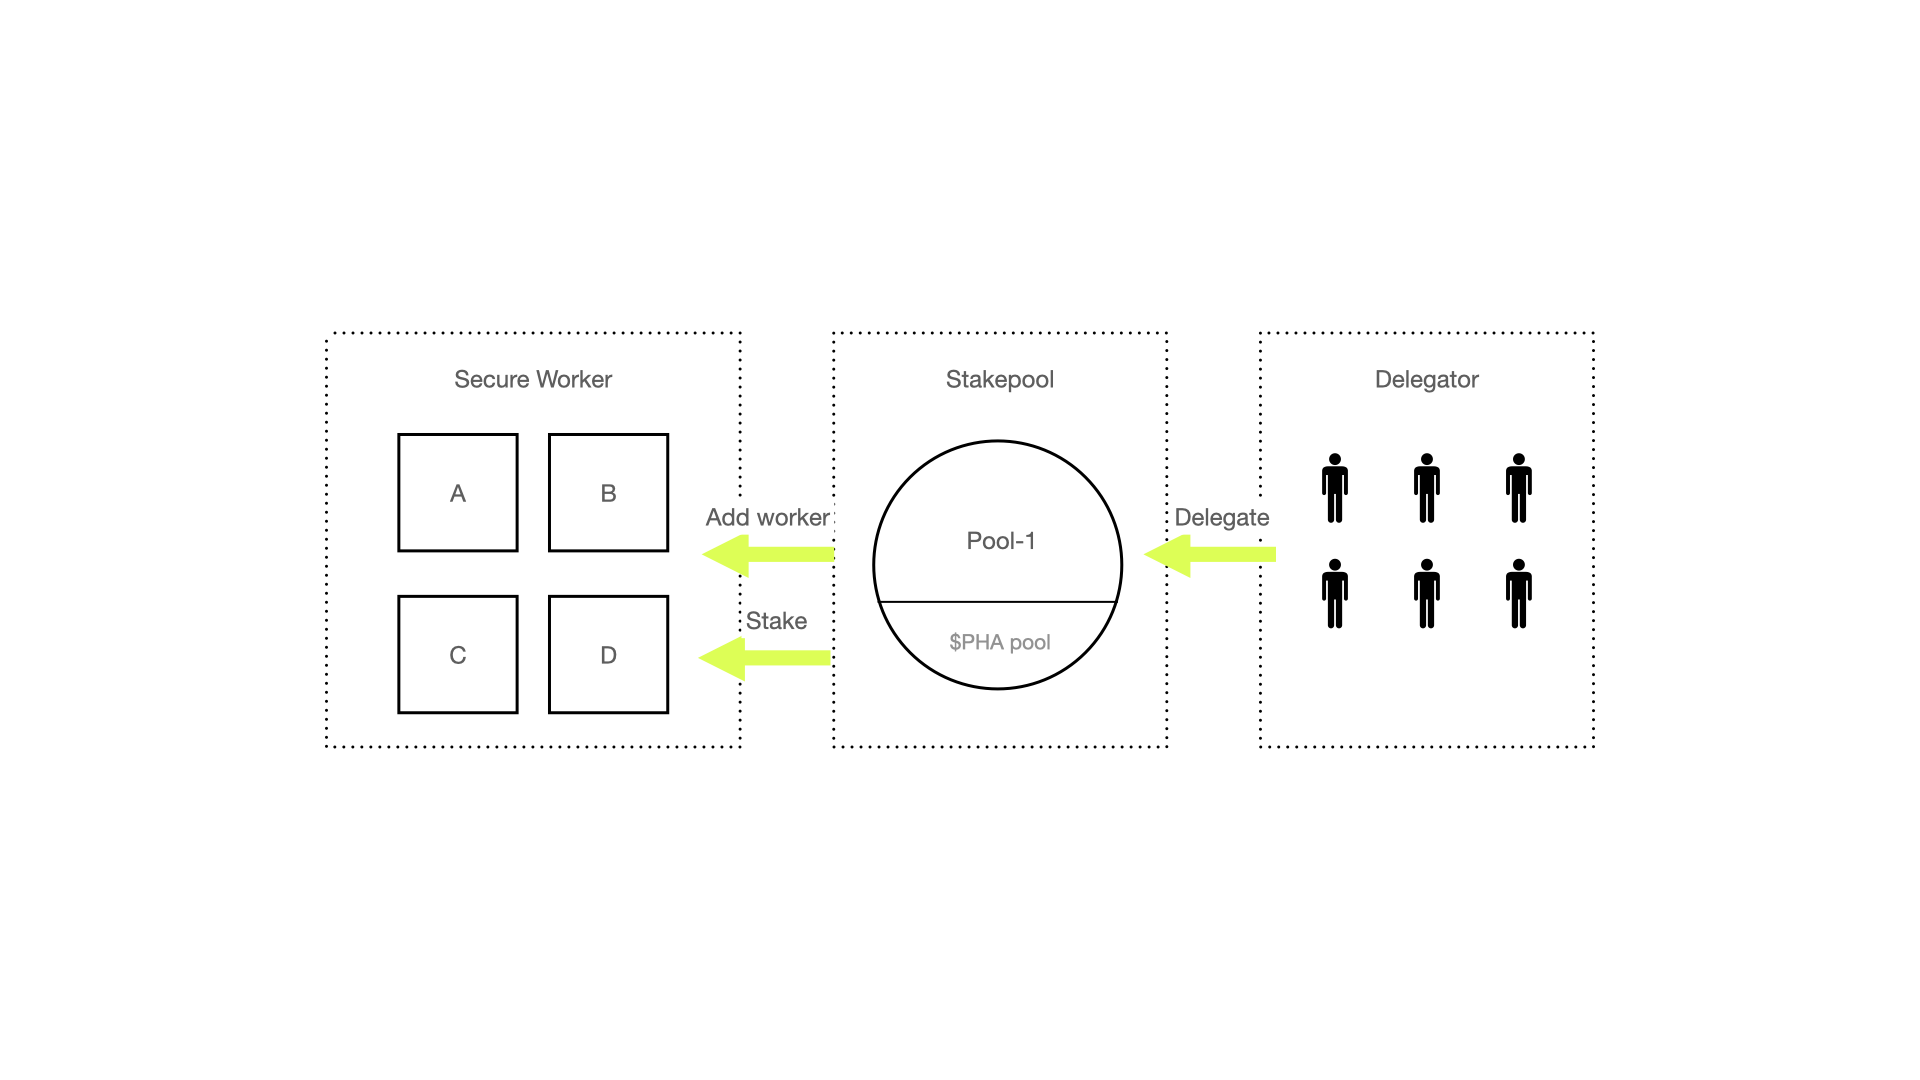 Secure Worker
A
B
C
D
Add worker
Stake
Stakepool
Pool-1
$PHA pool
Delegate
Delegator